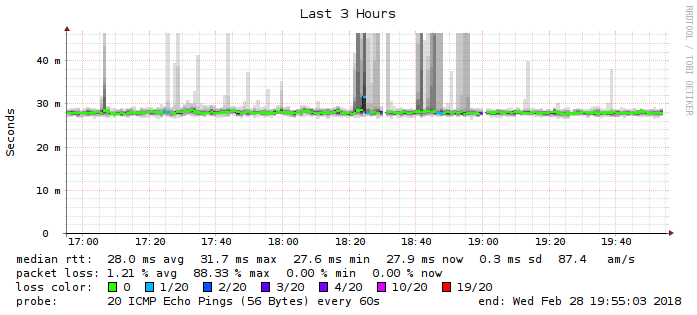 Last 3 Hours
RRDTOOL / TOBI OETIKER
Seconds
40 m
30 m
20 m
10 m
0
17:00 17:20 17:40 18:00 18:20 18:40 19:00 19:20 19:40
median rtt: 28.0 ms avg 31.7 ms max 27.6 ms min 27.9 ms now 0.3 ms sd 87.4 am/s
packet loss: 1.21 % avg 88.33 % max 0.00 % min 0.00 % now
loss color: 0 1/20 2/20 3/20 4/20 10/20 19/20
probe: 20 ICMP Echo Pings (56 Bytes) every 60s end: Wed Feb 28 19:55:03 2018